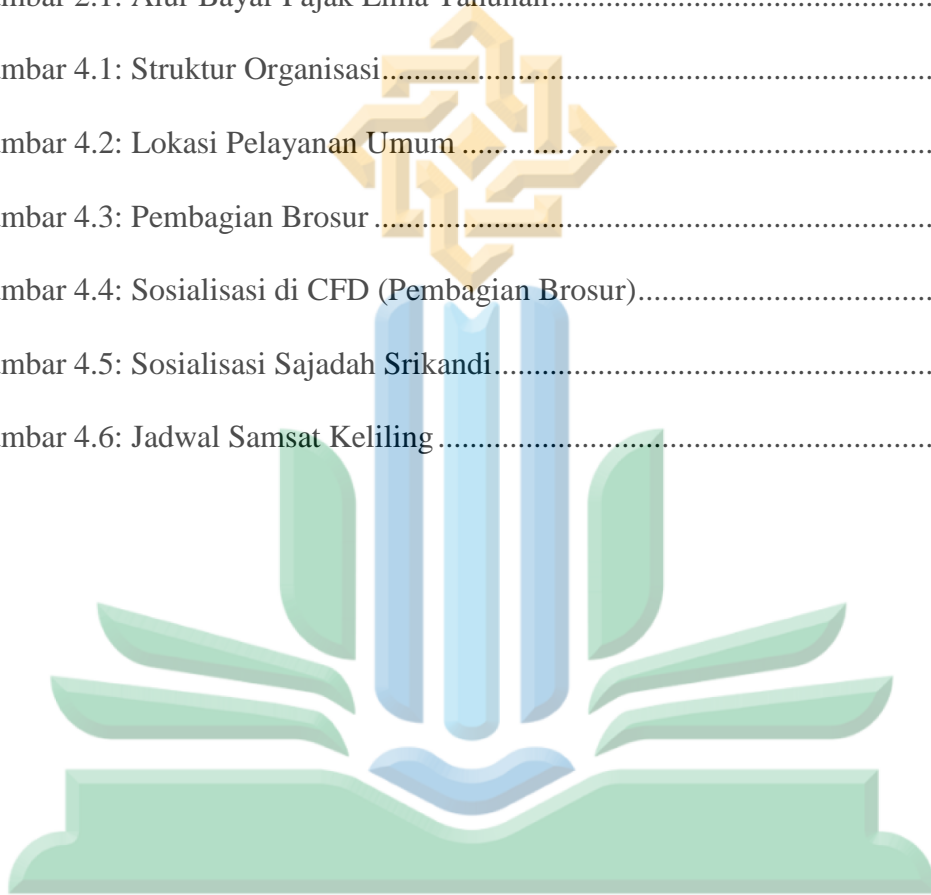 mbar 2.1: Alur Bayar Pajak Lima Tahunan..................................................
mbar 4.1: Struktur Organisasi......................................................................
mbar 4.2: Lokasi Pelayanan Umum............................................................
mbar 4.3: Pembagian Brosur.......................................................................
mbar 4.4: Sosialisasi di CFD (Pembagian Brosur).....................................
mbar 4.5: Sosialisasi Sajadah Srikandi.......................................................
mbar 4.6: Jadwal Samsat Keliling...............................................................